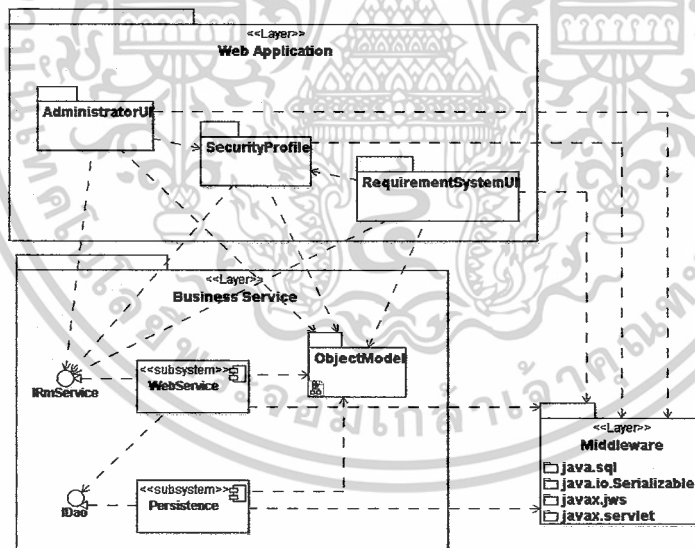 <<Layer>>
Web Application
AdministratorUI
SecurityProfile
RequirementSystemUI
<<Layer>>
Business Service
ObjectModel
<<subsystem>>
WebService
IRmService
<<Layer>>
Middleware
java.sql
java.io.Serializable
javax.jws
javax.servlet
<<subsystem>>
Persistence
IDao